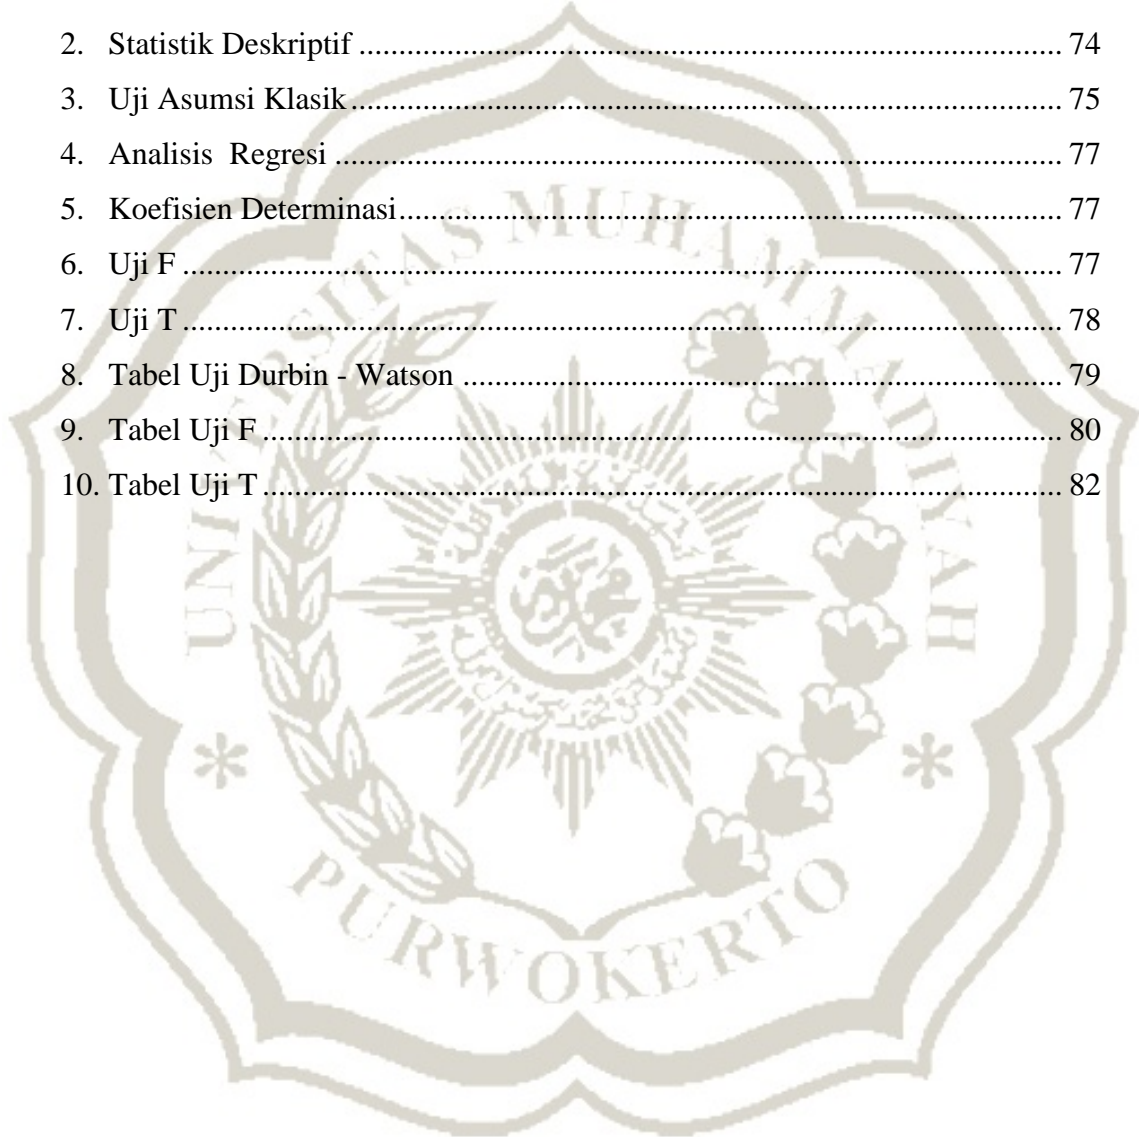 2. Statistik Deskriptif ........................................................................................ 74
3. Uji Asumsi Klasik ........................................................................................ 75
4. Analisis Regresi ........................................................................................ 77
5. Koefisien Determinasi ........................................................................................ 77
6. Uji F ........................................................................................ 77
7. Uji T ........................................................................................ 78
8. Tabel Uji Durbin - Watson ........................................................................................ 79
9. Tabel Uji F ........................................................................................ 80
10. Tabel Uji T ........................................................................................ 82
UNIVERSITAS MUHAMMADIYAH
* PURWOKERTO *